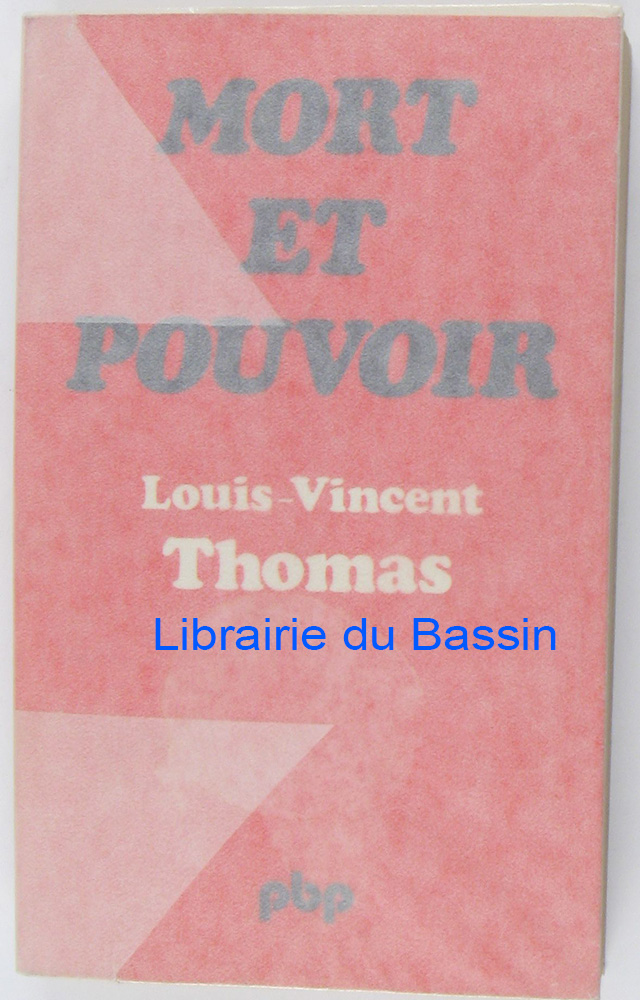 MORT
ET
POUVOIR
Louis-Vincent
Thomas
Librairie du Bassin
pbp